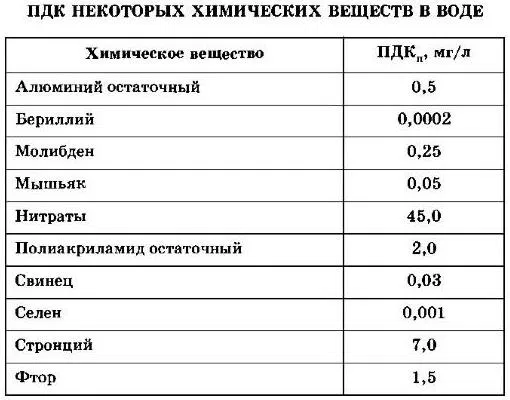 ПДК НЕКОТОРЫХ ХИМИЧЕСКИХ ВЕЩЕСТВ В ВОДЕ
Химическое вещество ПДКп, мг/л
Алюминий остаточный 0,5
Бериллий 0,0002
Молибден 0,25
Мышьяк 0,05
Нитраты 45,0
Полиакриламид остаточный 2,0
Свинец 0,03
Селен 0,001
Стронций 7,0
Фтор 1,5